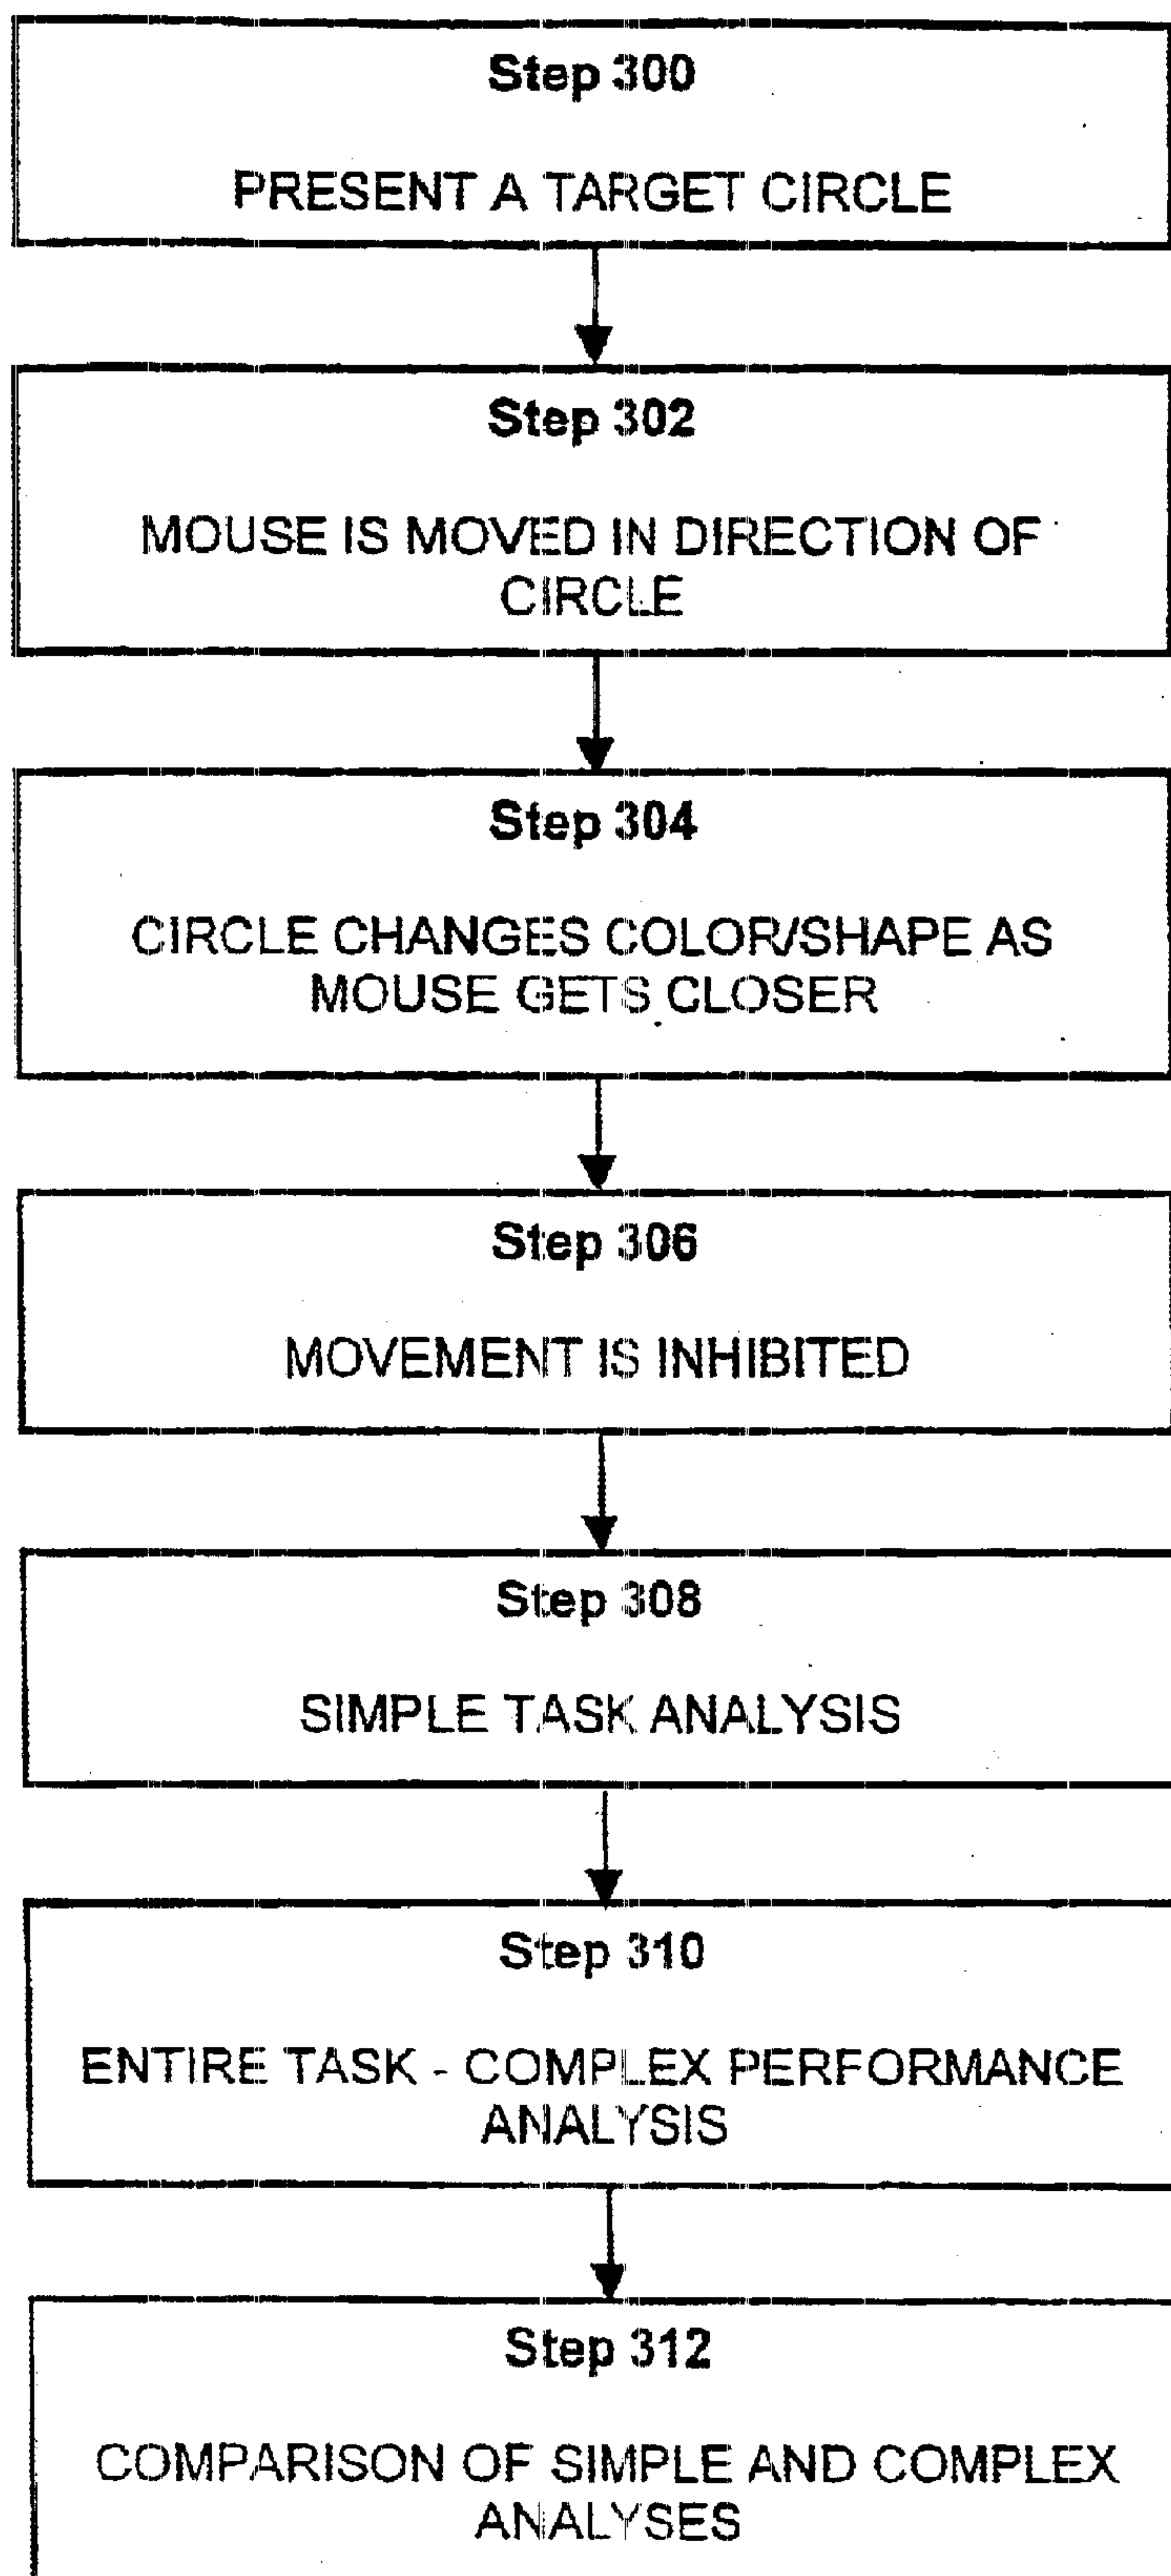 Step 300
PRESENT A TARGET CIRCLE
Step 302
MOUSE IS MOVED IN DIRECTION OF
CIRCLE
Step 304
CIRCLE CHANGES COLOR/SHAPE AS
MOUSE GETS CLOSER
Step 306
MOVEMENT IS INHIBITED
Step 308
SIMPLE TASK ANALYSIS
Step 310
ENTIRE TASK - COMPLEX PERFORMANCE
ANALYSIS
Step 312
COMPARISON OF SIMPLE AND COMPLEX
ANALYSES